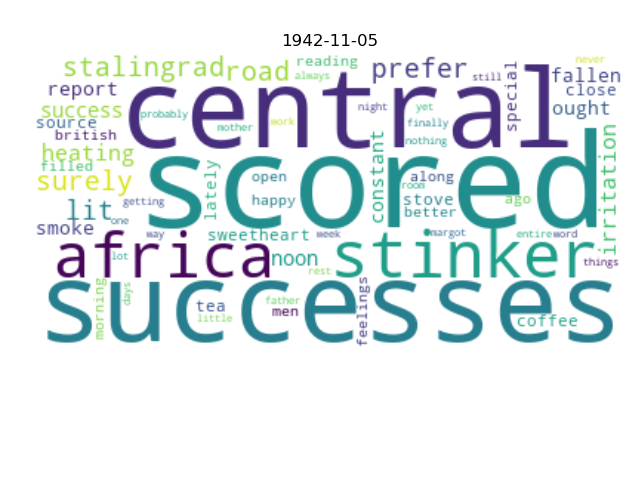 1942-11-05
stalingrad
road
reading
always
prefer
still
special
never
fallen
report
central
close
success
probably
night
yet
ought
source
mother
work
finally
british
nothing
heating
scored
constant
irritation
filled
lately
open
along
surely
room
happy
stove
ago
lit
getting
better
one
smoke
way
sweetheart
week
margot
entire
word
africa
lot
noon
stinker
things
rest
successes
morning
days
tea
little
father
men
feelings
coffee